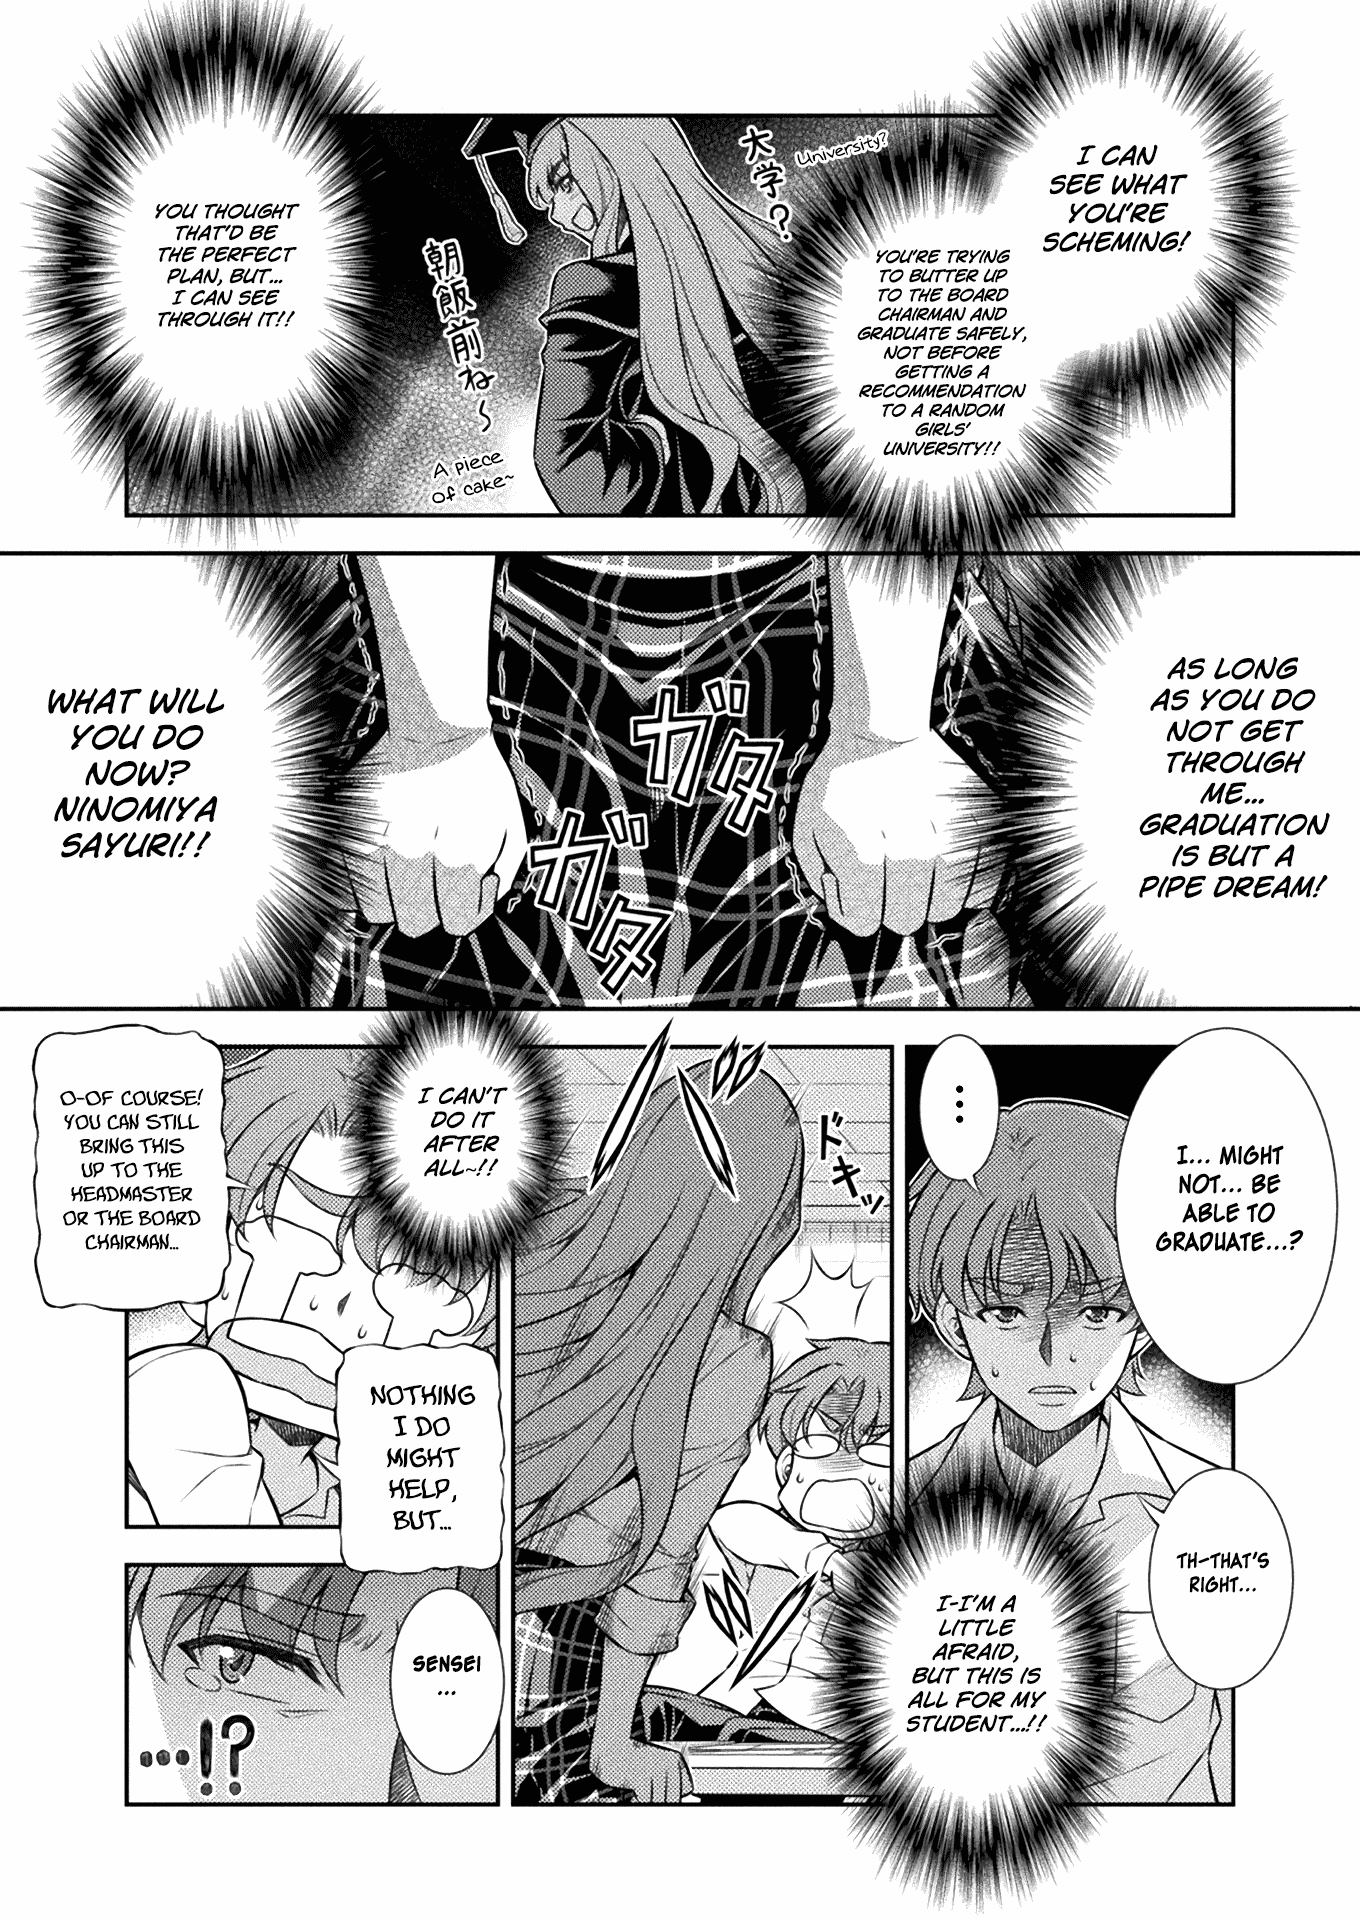 I CAN
SEE WHAT
YOU'RE
SCHEMING!
YOU'RE TRYING
TO BUTTER UP
TO THE BOARD
CHAIRMAN AND
GRADUATE SAFELY,
NOT BEFORE
GETTING A
RECOMMENDATION
TO A RANDOM
GIRLS'
UNIVERSITY!!
大学?
University?
朝飯前ね〜
A piece
of cake~
YOU THOUGHT
THAT'D BE
THE PERFECT
PLAN, BUT...
I CAN SEE
THROUGH IT!!
AS LONG
AS YOU DO
NOT GET
THROUGH
ME...
GRADUATION
IS BUT A
PIPE DREAM!
ガタ
ガタ
WHAT WILL
YOU DO
NOW?
NINOMIYA
SAYURI!!
I... MIGHT
NOT... BE
ABLE TO
GRADUATE...?
...
TH-THAT'S
RIGHT...
I-I'M A
LITTLE
AFRAID,
BUT THIS IS
ALL FOR MY
STUDENT...!!
ドキッ
I CAN'T
DO IT
AFTER
ALL~!!
O-OF COURSE!
YOU CAN STILL
BRING THIS
UP TO THE
HEADMASTER
OR THE BOARD
CHAIRMAN...
NOTHING
I DO
MIGHT
HELP,
BUT...
SENSEI
...
...!?